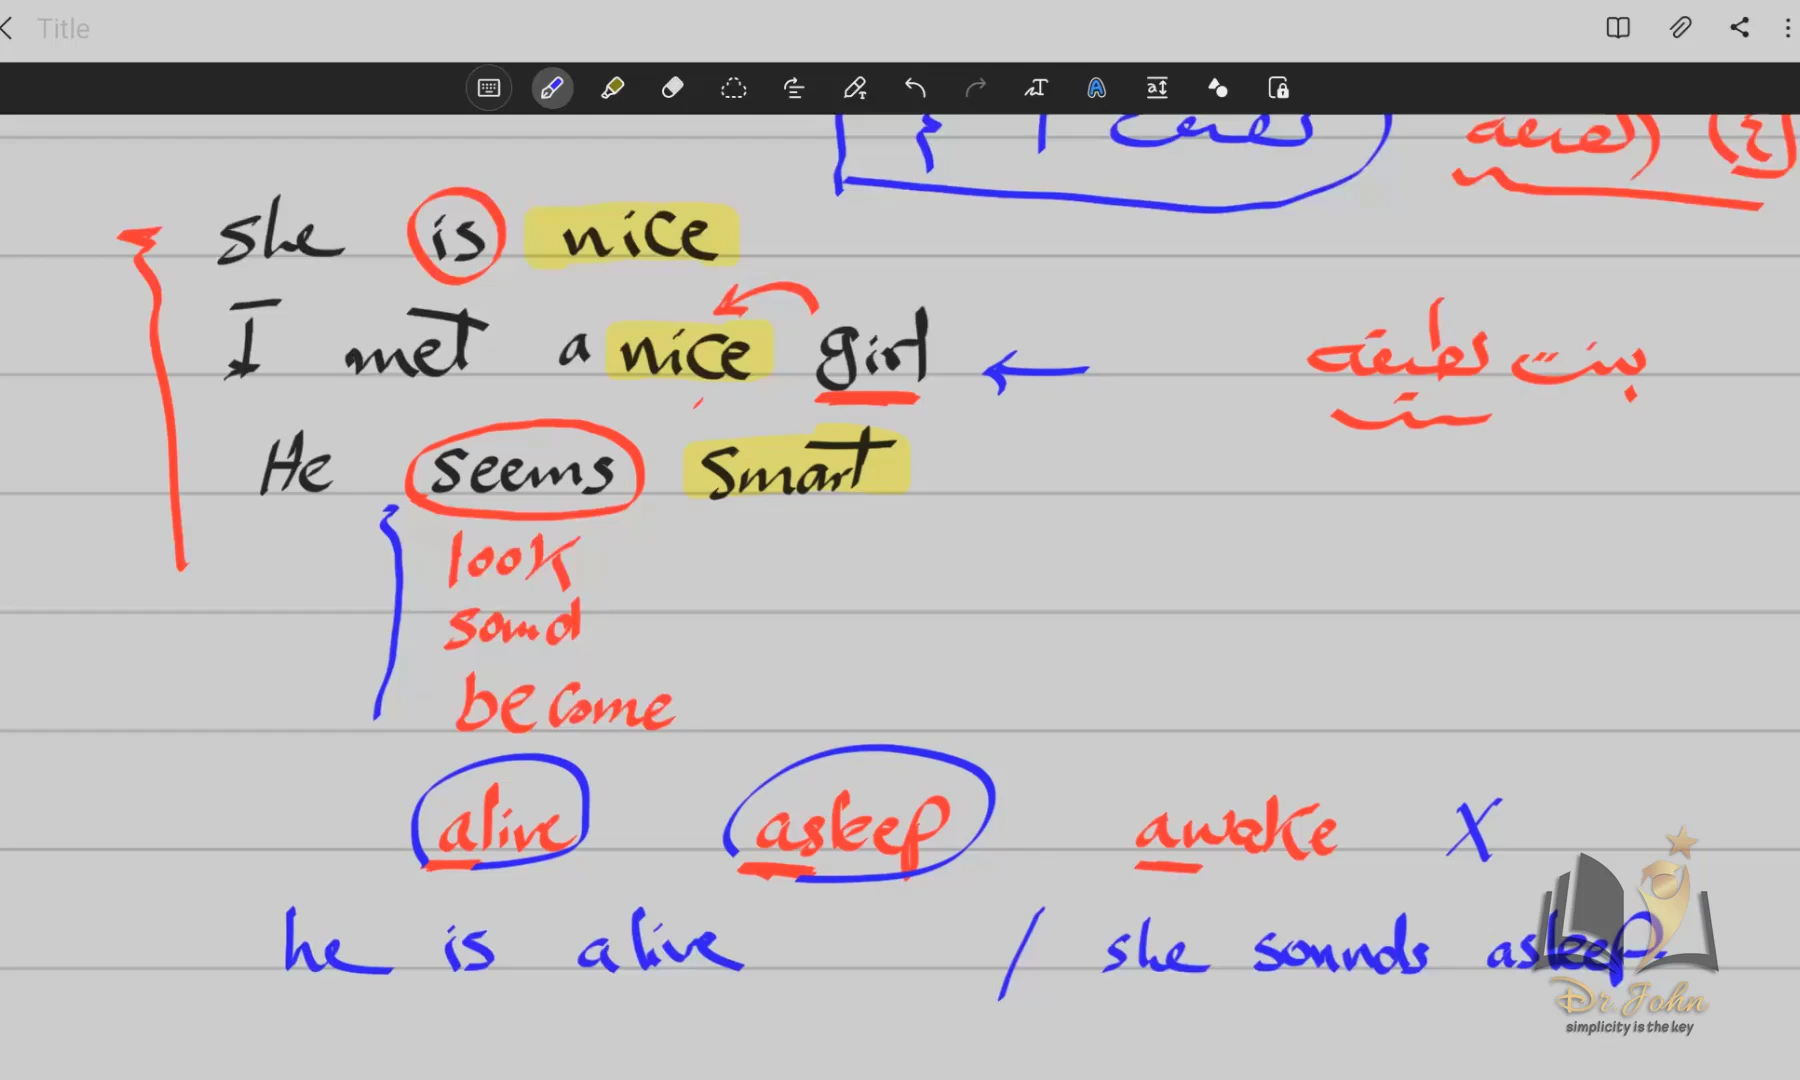 Title
she is nice
I met a nice girl ← بنت لطيفة
He seems smart
look
sound
become
alive asleep awake X
he is alive / she sounds asleep
Dr. John
simplicity is the key